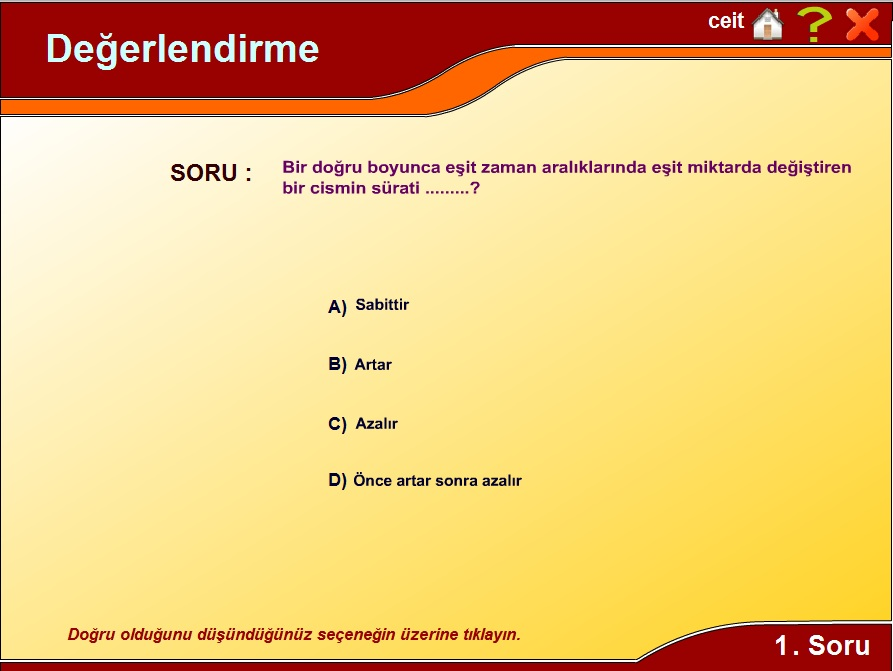 ceit
Değerlendirme
SORU : Bir doğru boyunca eşit zaman aralıklarında eşit miktarda değiştiren
bir cismin sürati .........?
A) Sabittir
B) Artar
C) Azalır
D) Önce artar sonra azalır
Doğru olduğunu düşündüğünüz seçeneğin üzerine tıklayın.
1. Soru